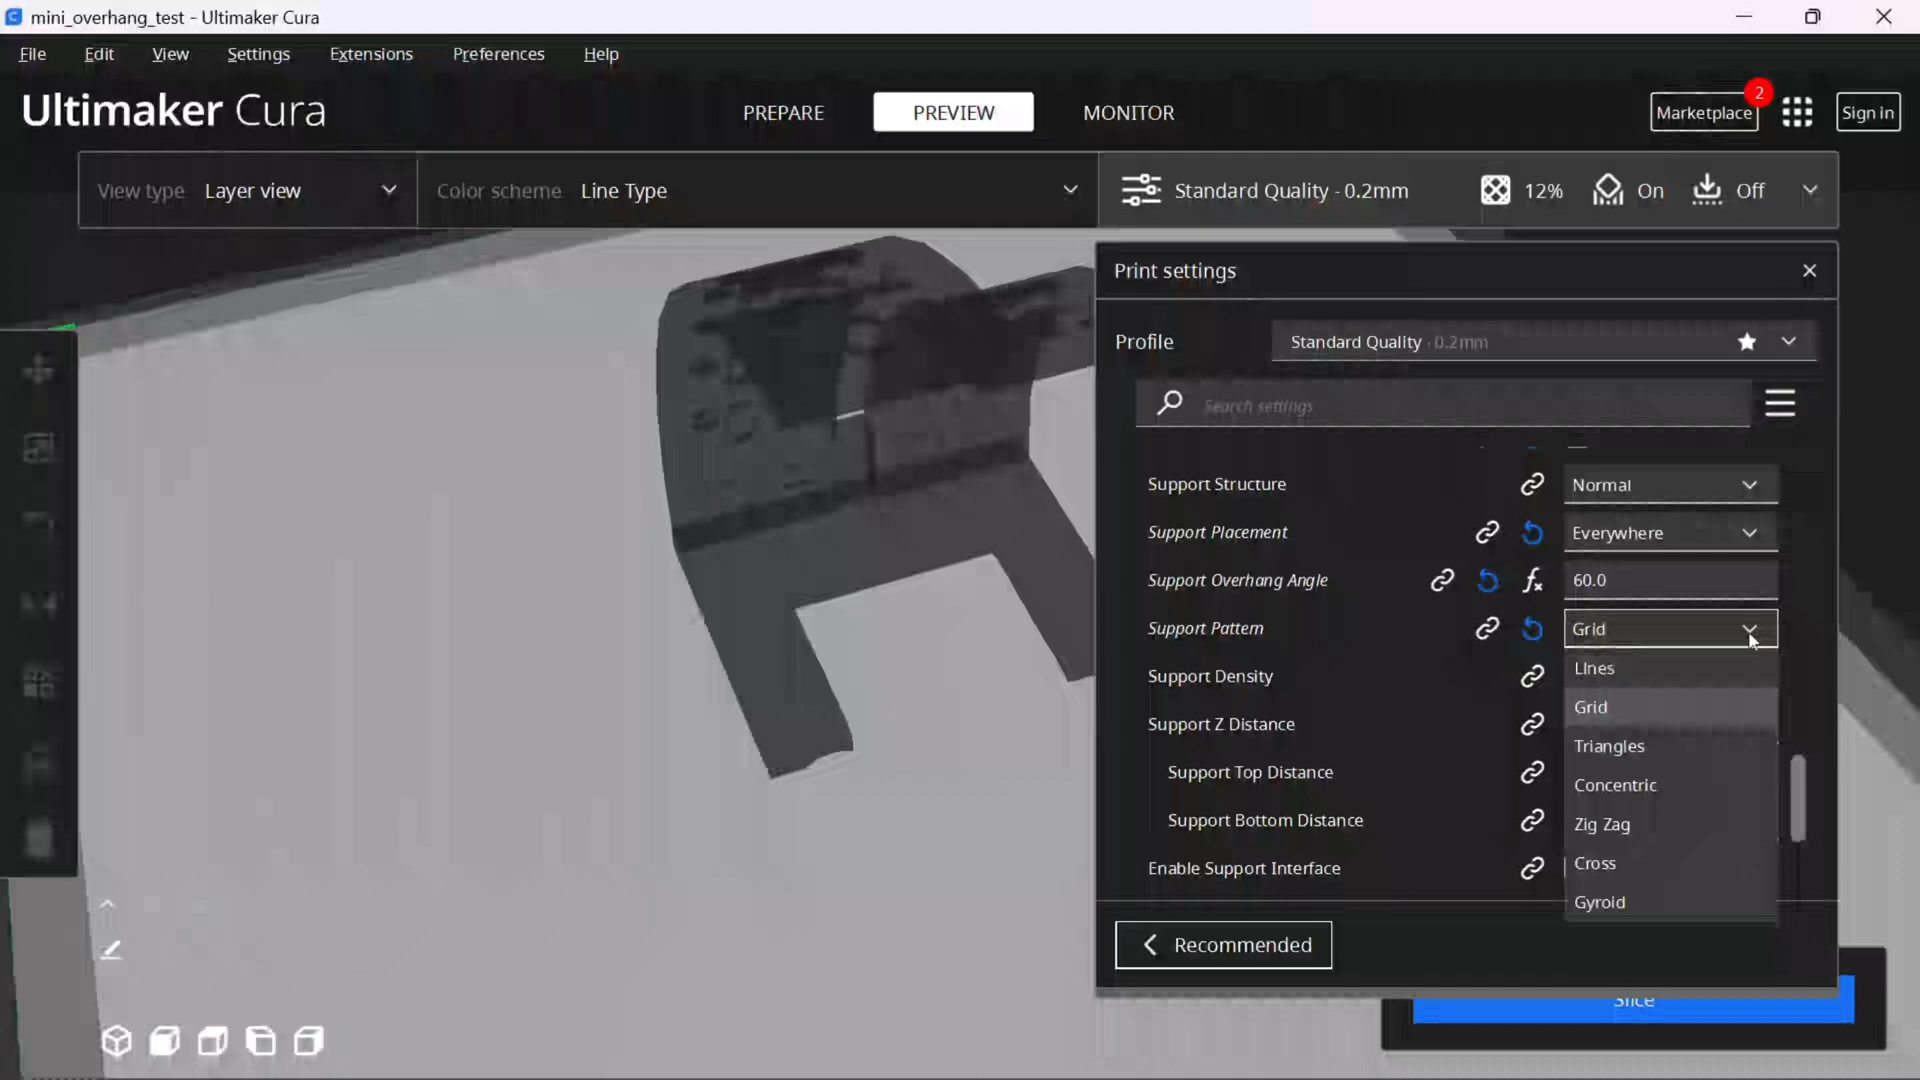 mini_overhang_test - Ultimaker Cura
File Edit View Settings Extensions Preferences Help
Ultimaker Cura
PREPARE PREVIEW MONITOR
Marketplace 2 Sign in
View type Layer view Color scheme Line Type Standard Quality - 0.2mm 12% On Off
Print settings
Profile Standard Quality - 0.2mm
Search settings
Support Structure Normal
Support Placement Everywhere
Support Overhang Angle fx 60.0
Support Pattern Grid
LInes
Support Density
Grid
Support Z Distance
Triangles
Support Top Distance
Concentric
Support Bottom Distance
Zig Zag
Enable Support Interface
Cross
Gyroid
Recommended
Slice